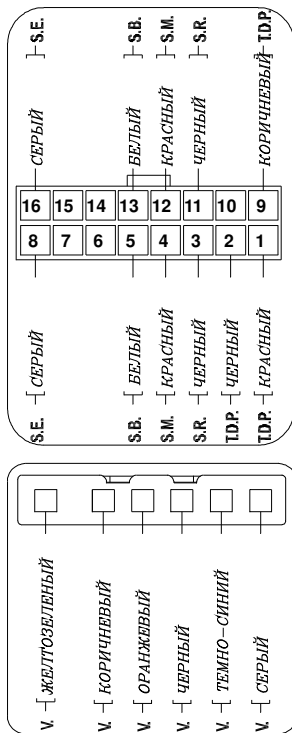 S.E.
S.B.
S.M.
S.R.
T.D.P.
СЕРЫЙ
БЕЛЫЙ
КРАСНЫЙ
ЧЕРНЫЙ
КОРИЧНЕВЫЙ
16 15 14 13 12 11 10 9
8 7 6 5 4 3 2 1
СЕРЫЙ
БЕЛЫЙ
КРАСНЫЙ
ЧЕРНЫЙ
ЧЕРНЫЙ
КРАСНЫЙ
S.E.
S.B.
S.M.
S.R.
T.D.P.
T.D.P.
ЖЕЛТОЗЕЛЕНЫЙ
КОРИЧНЕВЫЙ
ОРАНЖЕВЫЙ
ЧЕРНЫЙ
ТЕМНО-СИНИЙ
СЕРЫЙ
V.
V.
V.
V.
V.
V.